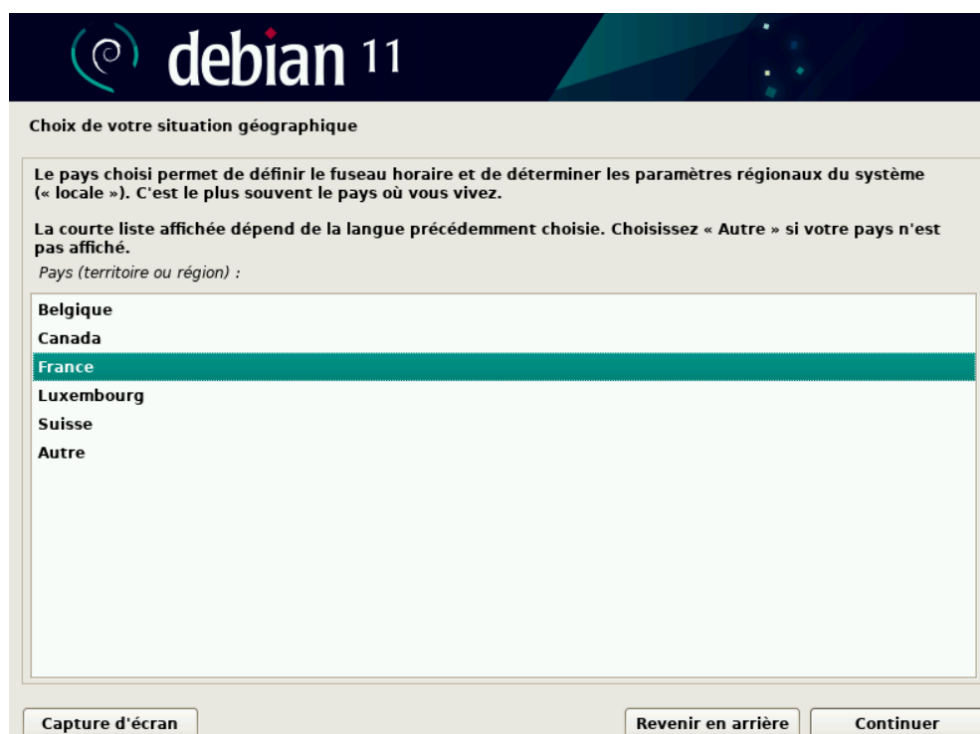 debian 11
Choix de votre situation géographique
Le pays choisi permet de définir le fuseau horaire et de déterminer les paramètres régionaux du système
(« locale »). C'est le plus souvent le pays où vous vivez.
La courte liste affichée dépend de la langue précédemment choisie. Choisissez « Autre » si votre pays n'est
pas affiché.
Pays (territoire ou région) :
Belgique
Canada
France
Luxembourg
Suisse
Autre
Capture d'écran Revenir en arrière Continuer